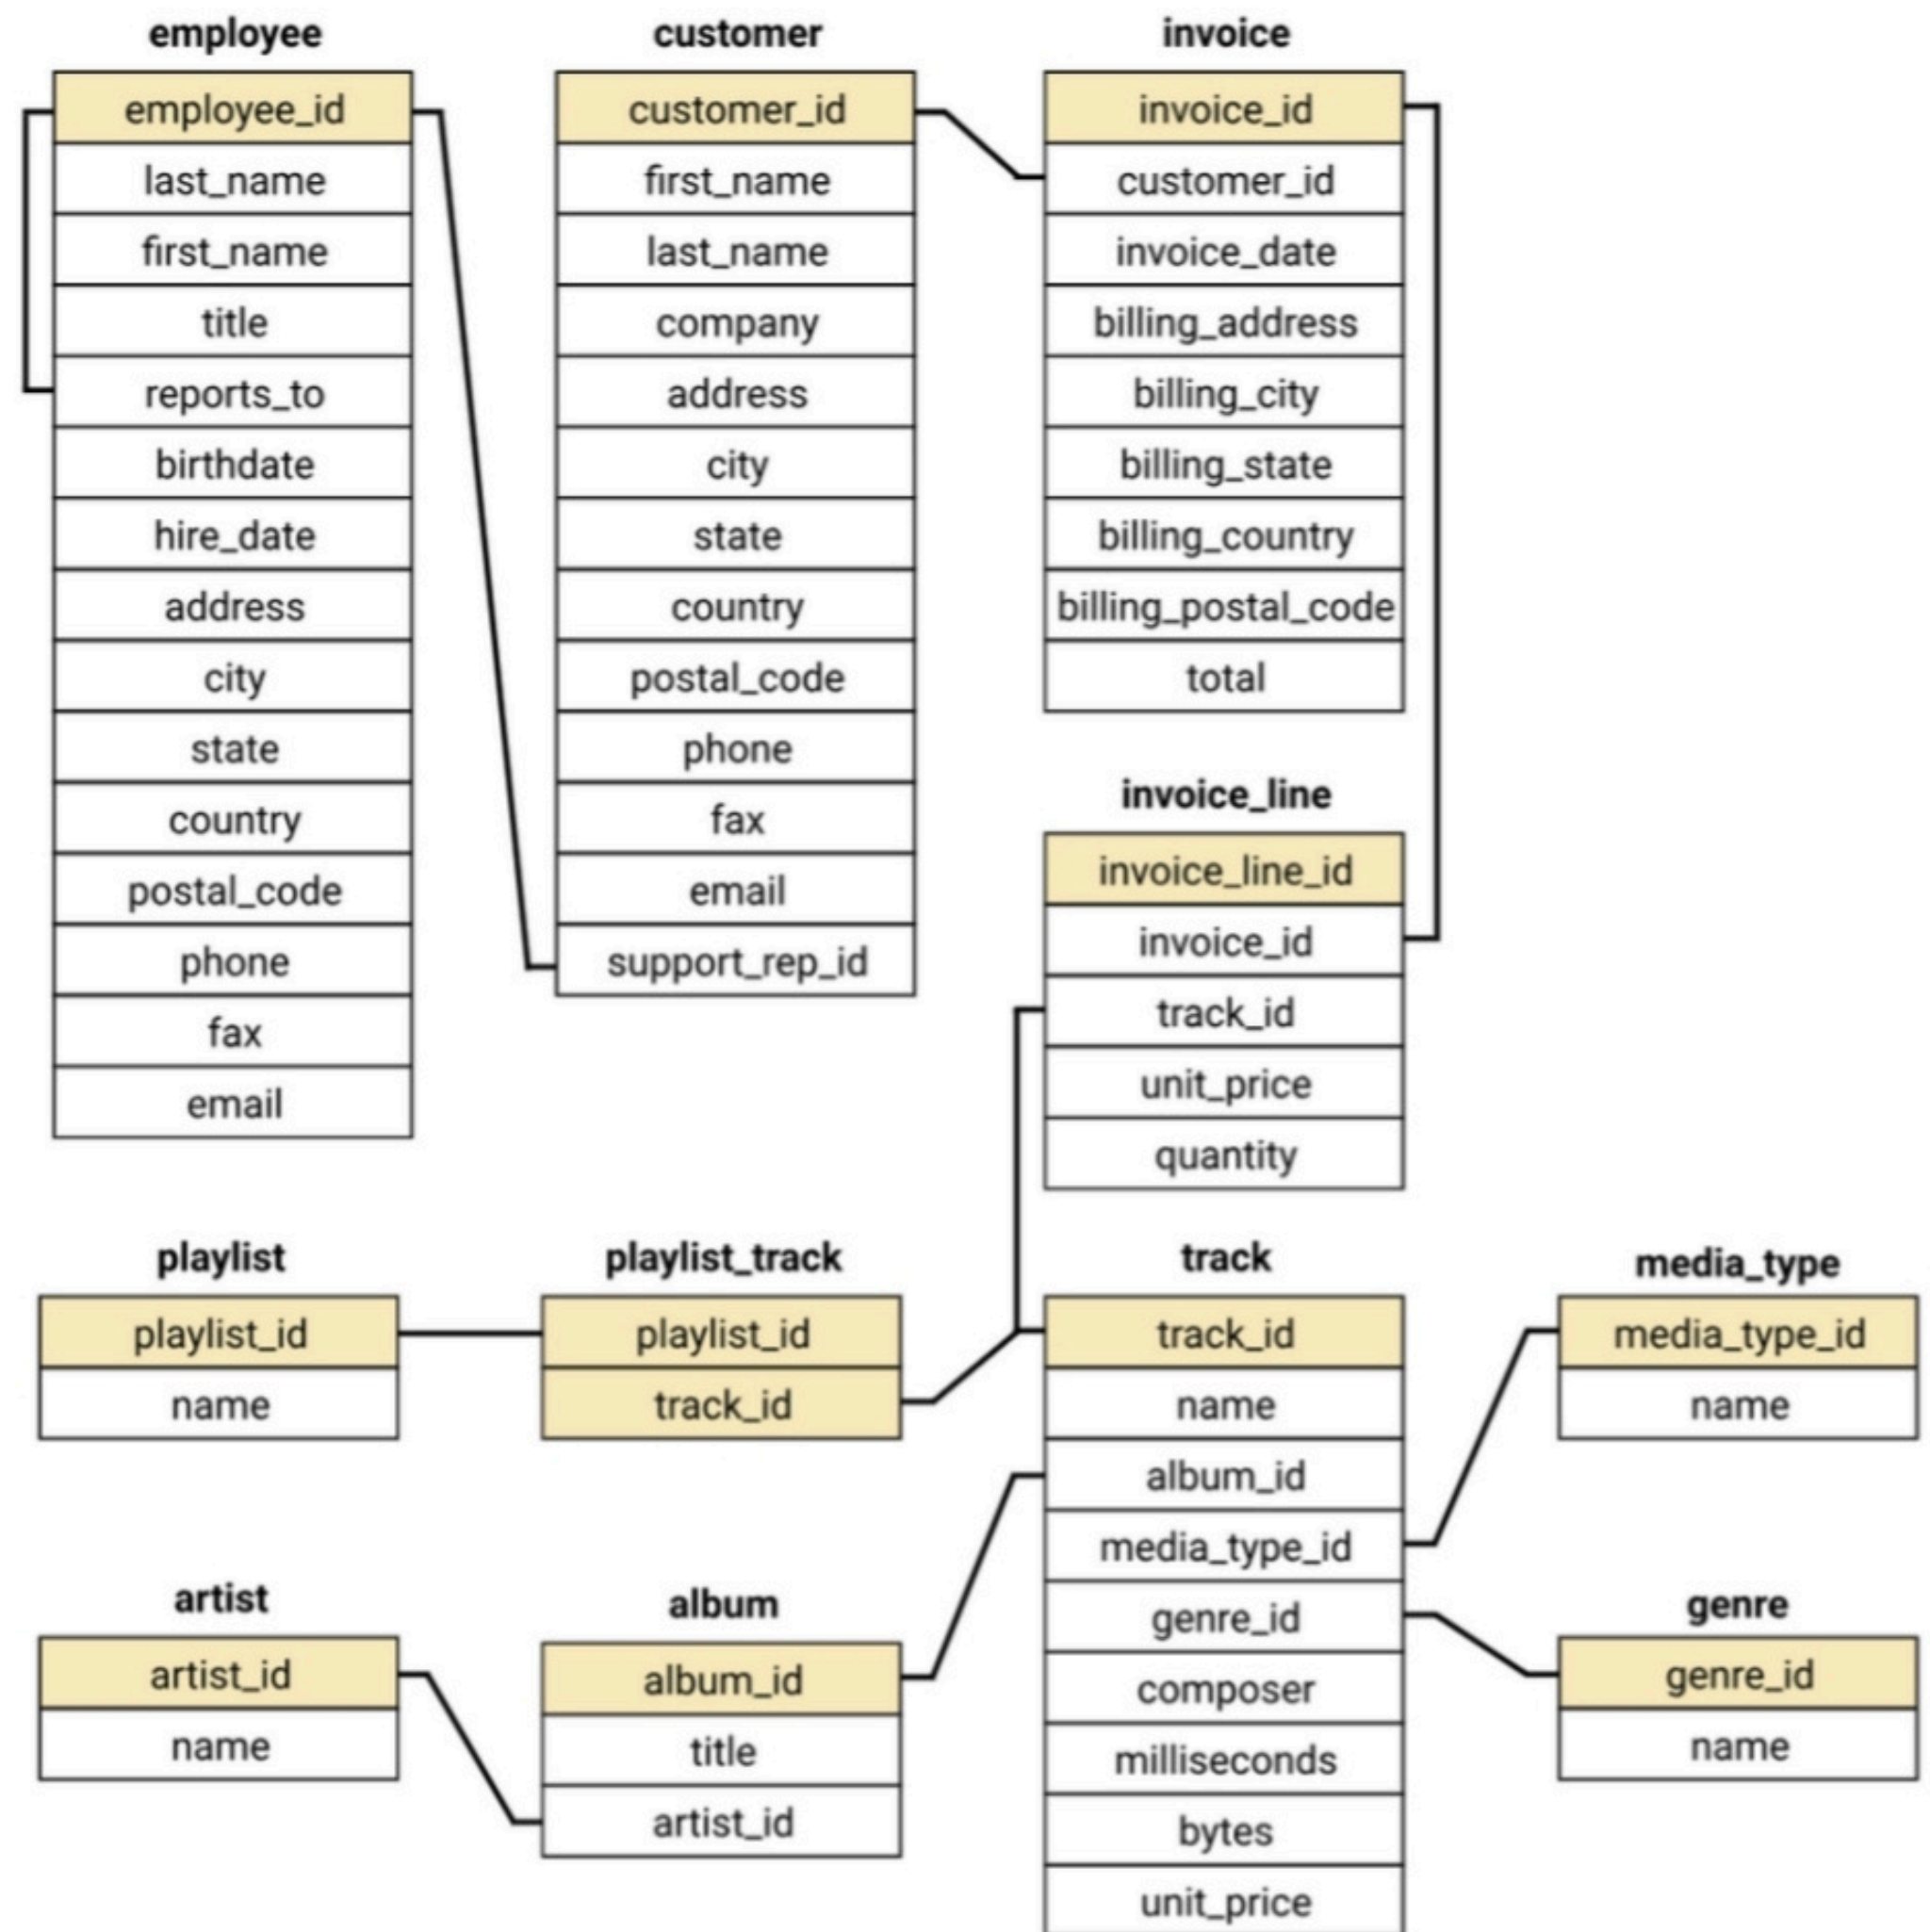 employee
employee_id
last_name
first_name
title
reports_to
birthdate
hire_date
address
city
state
country
postal_code
phone
fax
email
customer
customer_id
first_name
last_name
company
address
city
state
country
postal_code
phone
fax
email
support_rep_id
invoice
invoice_id
customer_id
invoice_date
billing_address
billing_city
billing_state
billing_country
billing_postal_code
total
invoice_line
invoice_line_id
invoice_id
track_id
unit_price
quantity
playlist
playlist_id
name
playlist_track
playlist_id
track_id
track
track_id
name
album_id
media_type_id
genre_id
composer
milliseconds
bytes
unit_price
media_type
media_type_id
name
artist
artist_id
name
album
album_id
title
artist_id
genre
genre_id
name